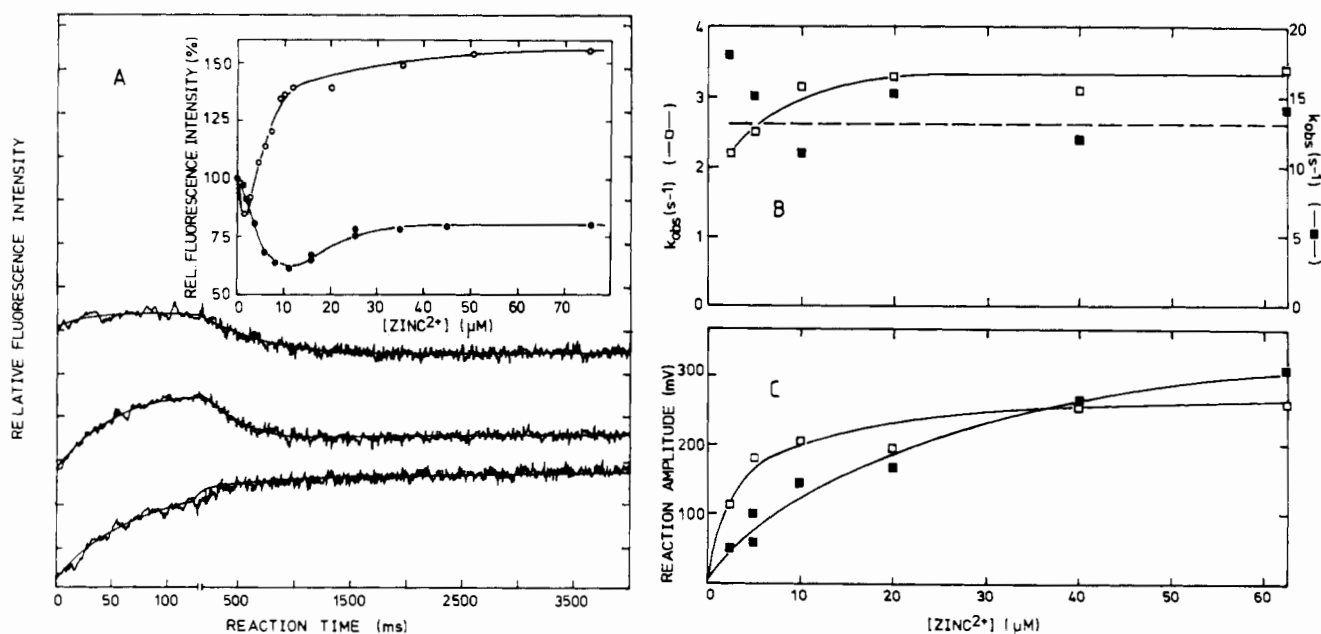 A
RELATIVE FLUORESCENCE INTENSITY
REL. FLUORESCENCE INTENSITY (%)
150
125
100
75
50
0 10 20 30 40 50 60 70
[ZINC²⁺] (µM)
0 500 1500 2500 3500
REACTION TIME (ms)
B
kobs (s⁻¹) (—□—)
4
3
2
1
0
kobs (s⁻¹) (—■—)
20
15
10
5
0
C
REACTION AMPLITUDE (mV)
300
200
100
0 10 20 30 40 50 60
[ZINC²⁺] (µM)